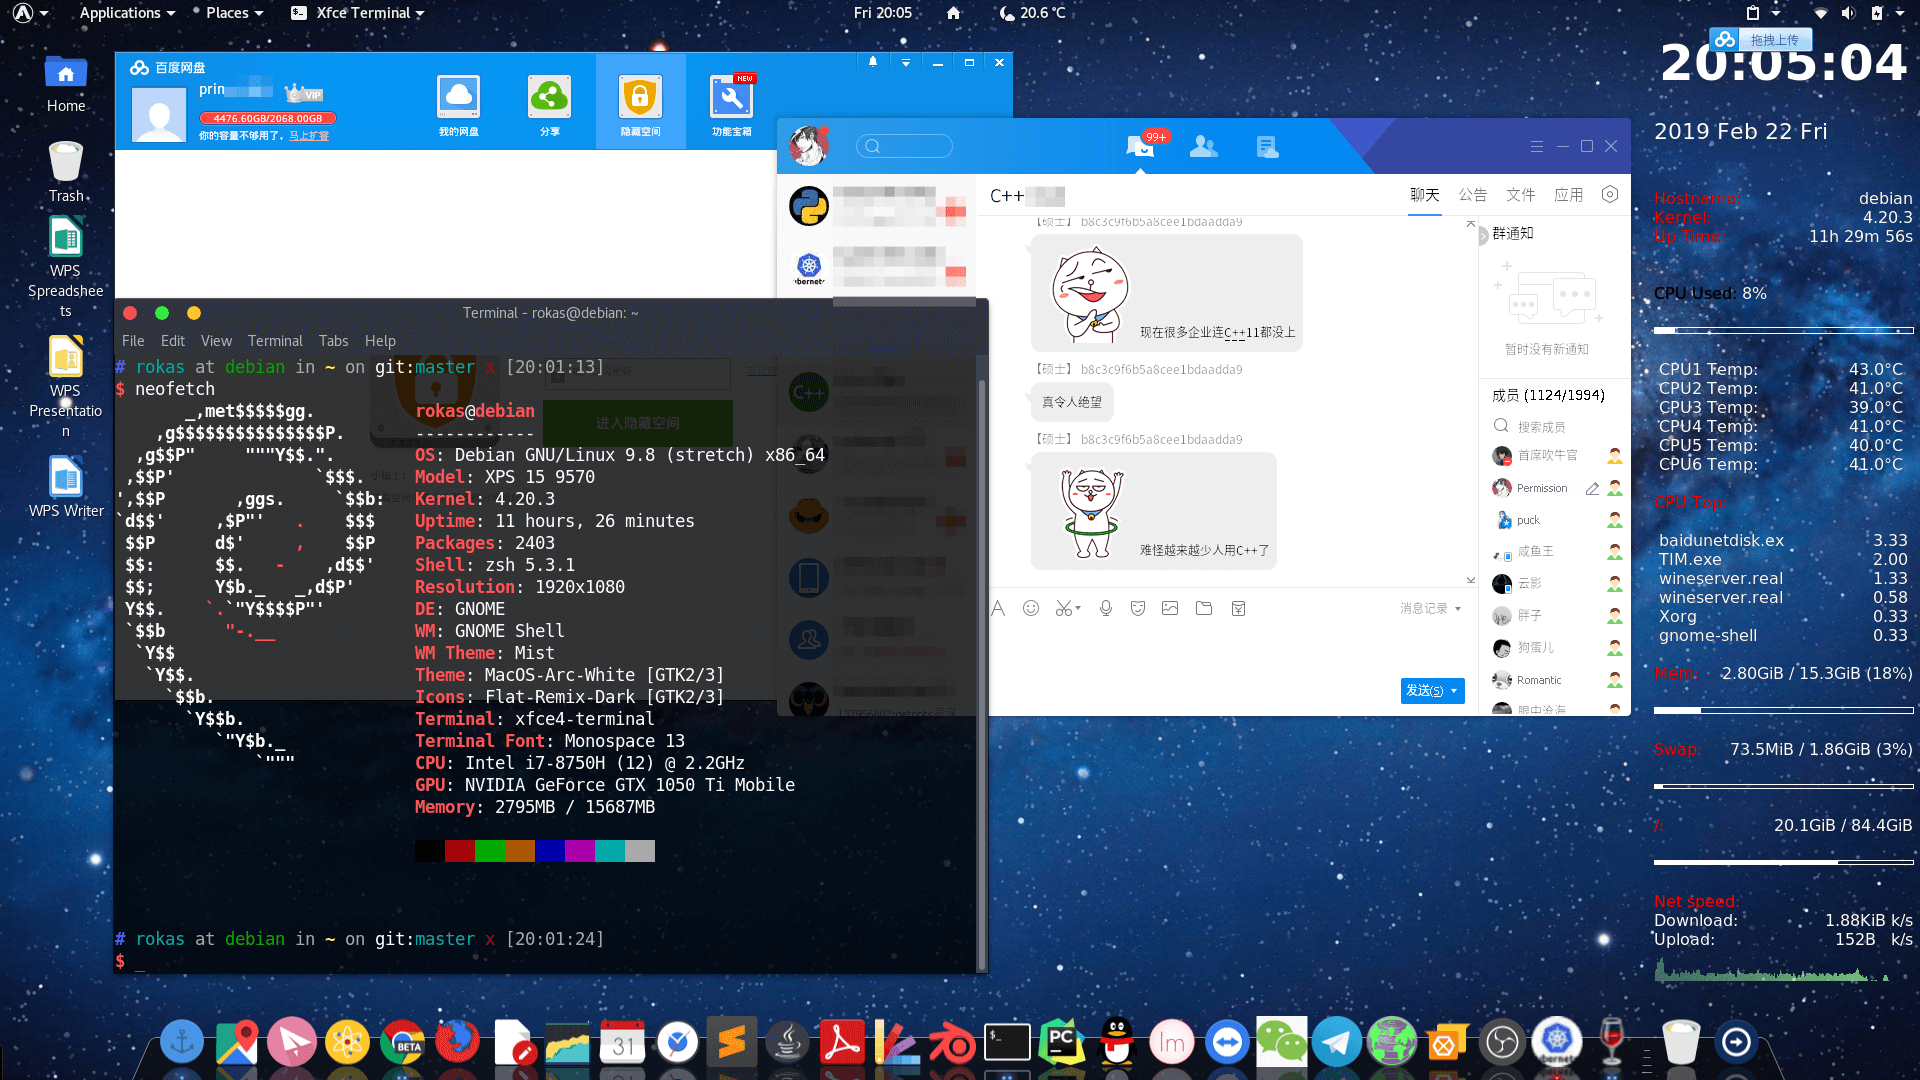 Applications
Places
Xfce Terminal
Fri 20:05
20.6 °C
Home
Trash
WPS
Spreadshee
ts
WPS
Presentatio
n
WPS Writer
百度网盘
prin
VIP
4476.60GB/2068.00GB
你的容量不够用了，马上扩容
我的网盘
分享
隐藏空间
NEW
功能宝箱
99+
C++
聊天 公告 文件 应用
【硕士】 b8c3c9f6b5a8cee1bdaadda9
现在很多企业连C++11都没上
【硕士】 b8c3c9f6b5a8cee1bdaadda9
真令人绝望
【硕士】 b8c3c9f6b5a8cee1bdaadda9
难怪越来越少人用C++了
消息记录
发送(S)
群通知
暂时没有新通知
成员 (1124/1994)
搜索成员
首席吹牛官
Permission
puck
咸鱼王
云影
胖子
狗蛋儿
Romantic
眼中沧海
Terminal - rokas@debian: ~
File Edit View Terminal Tabs Help
# rokas at debian in ~ on git:master x [20:01:13]
$ neofetch
进入隐藏空间
rokas@debian
------------
OS: Debian GNU/Linux 9.8 (stretch) x86_64
Model: XPS 15 9570
Kernel: 4.20.3
Uptime: 11 hours, 26 minutes
Packages: 2403
Shell: zsh 5.3.1
Resolution: 1920x1080
DE: GNOME
WM: GNOME Shell
WM Theme: Mist
Theme: MacOS-Arc-White [GTK2/3]
Icons: Flat-Remix-Dark [GTK2/3]
Terminal: xfce4-terminal
Terminal Font: Monospace 13
CPU: Intel i7-8750H (12) @ 2.2GHz
GPU: NVIDIA GeForce GTX 1050 Ti Mobile
Memory: 2795MB / 15687MB
# rokas at debian in ~ on git:master x [20:01:24]
$ _
拖拽上传
20:05:04
2019 Feb 22 Fri
Hostname: debian
Kernel: 4.20.3
Up Time: 11h 29m 56s
CPU Used: 8%
CPU1 Temp: 43.0°C
CPU2 Temp: 41.0°C
CPU3 Temp: 39.0°C
CPU4 Temp: 41.0°C
CPU5 Temp: 40.0°C
CPU6 Temp: 41.0°C
CPU Top:
baidunetdisk.ex 3.33
TIM.exe 2.00
wineserver.real 1.33
wineserver.real 0.58
Xorg 0.33
gnome-shell 0.33
Mem: 2.80GiB / 15.3GiB (18%)
Swap: 73.5MiB / 1.86GiB (3%)
/: 20.1GiB / 84.4GiB
Net speed:
Download: 1.88KiB k/s
Upload: 152B k/s
BETA
31
PC
lm